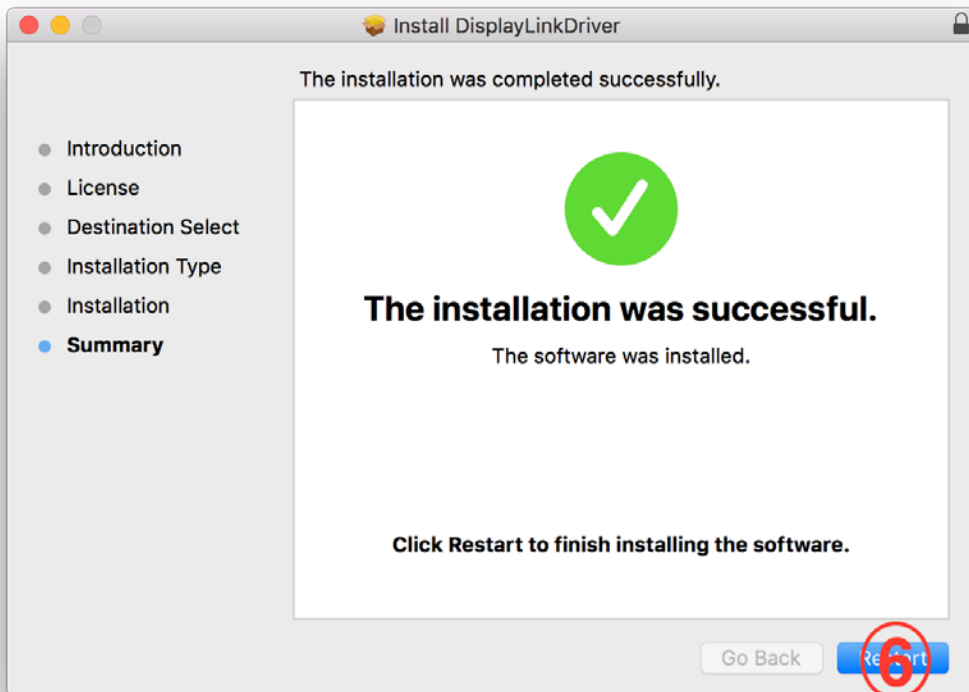 Install DisplayLinkDriver
The installation was completed successfully.
Introduction
License
Destination Select
Installation Type
Installation
Summary
The installation was successful.
The software was installed.
Click Restart to finish installing the software.
Go Back
Restart
6